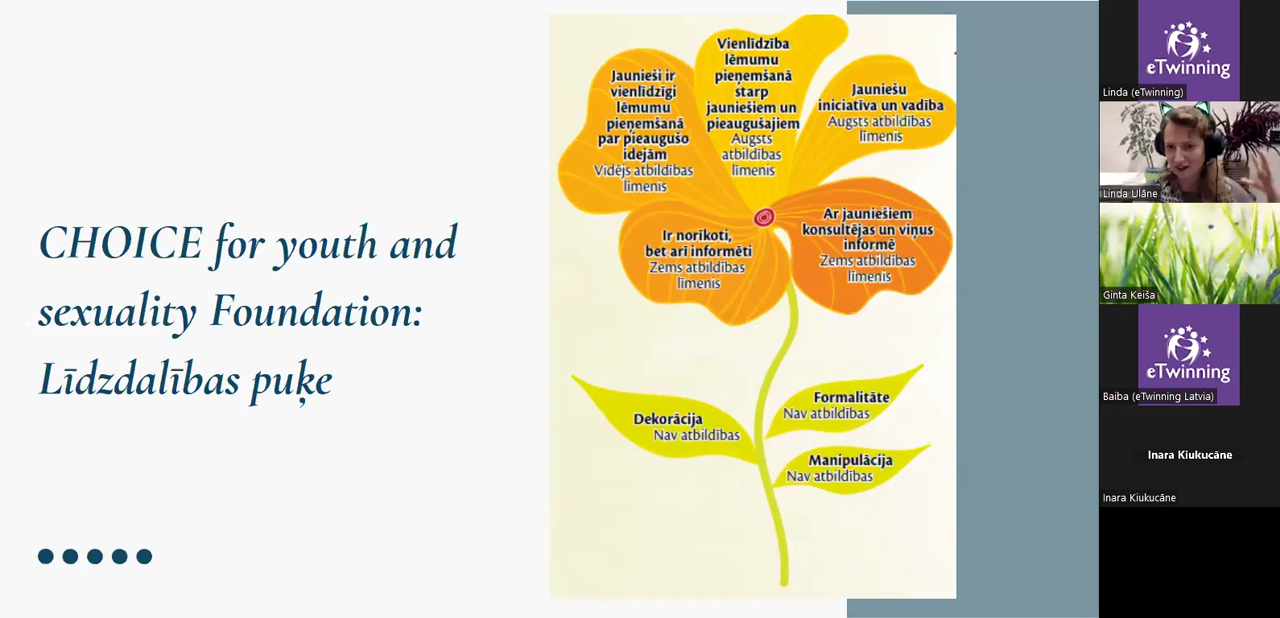 CHOICE for youth and
sexuality Foundation:
Līdzdalības puķe
Jaunieši ir
vienlīdzīgi
lēmumu
pieņemšanā
par pieaugušo
idejām
Vidējs atbildības
līmenis
Vienlīdzība
lēmumu
pieņemšanā
starp
jauniešiem un
pieaugušajiem
Augsts
atbildības
līmenis
Jauniešu
iniciatīva un vadība
Augsts atbildības
līmenis
Ir norīkoti,
bet arī informēti
Zems atbildības
līmenis
Ar jauniešiem
konsultējas un viņus
informē
Zems atbildības
līmenis
Dekorācija
Nav atbildības
Formalitāte
Nav atbildības
Manipulācija
Nav atbildības
eTwinning
Linda (eTwinning)
Linda Ulāne
Ginta Keiša
eTwinning
Baiba (eTwinning Latvia)
Inara Kiukucāne
Inara Kiukucāne